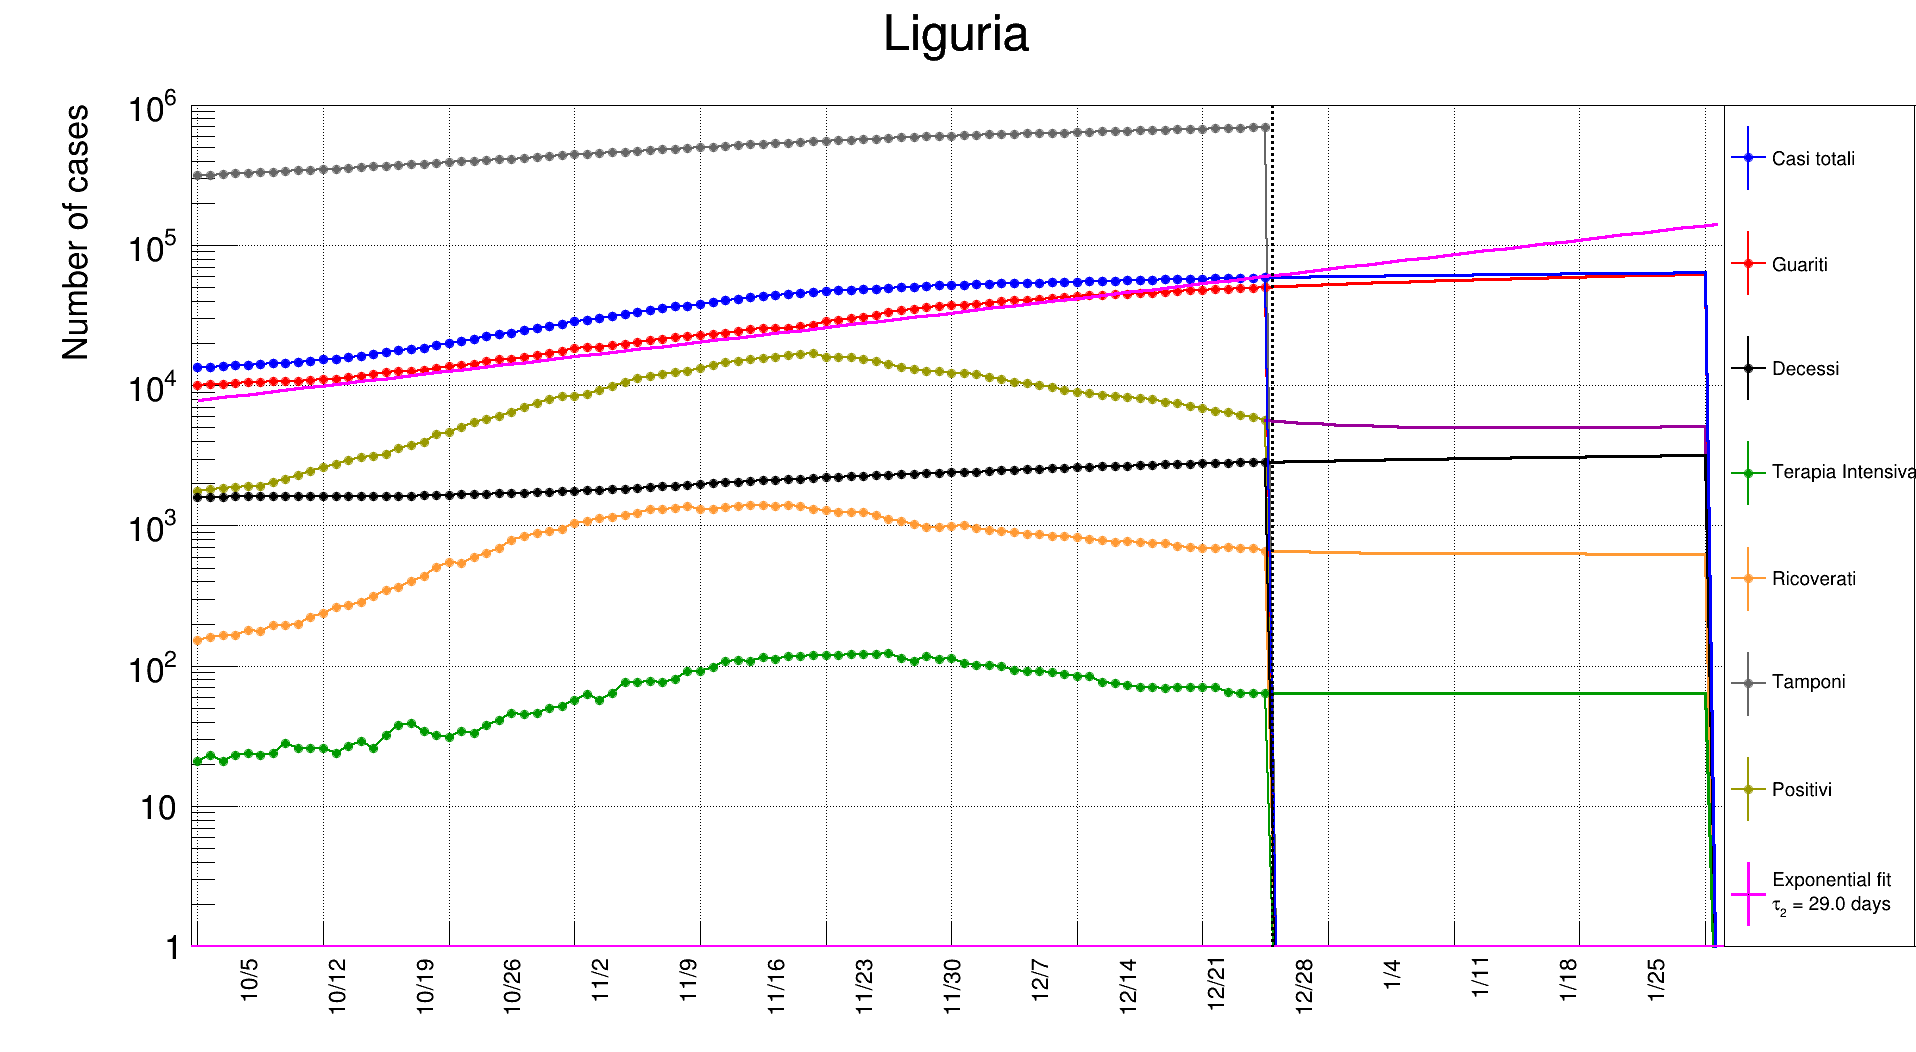 Liguria
Number of cases
10^6
10^5
10^4
10^3
10^2
10
1
10/5
10/12
10/19
10/26
11/2
11/9
11/16
11/23
11/30
12/7
12/14
12/21
12/28
1/4
1/11
1/18
1/25
Casi totali
Guariti
Decessi
Terapia Intensiva
Ricoverati
Tamponi
Positivi
Exponential fit
τ_2 = 29.0 days